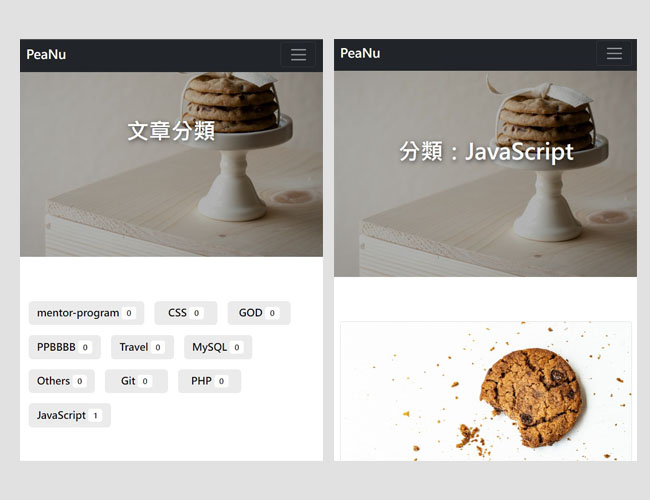 PeaNu
文章分類
mentor-program 0 CSS 0 GOD 0
PPBBBB 0 Travel 0 MySQL 0
Others 0 Git 0 PHP 0
JavaScript 1
PeaNu
分類：JavaScript